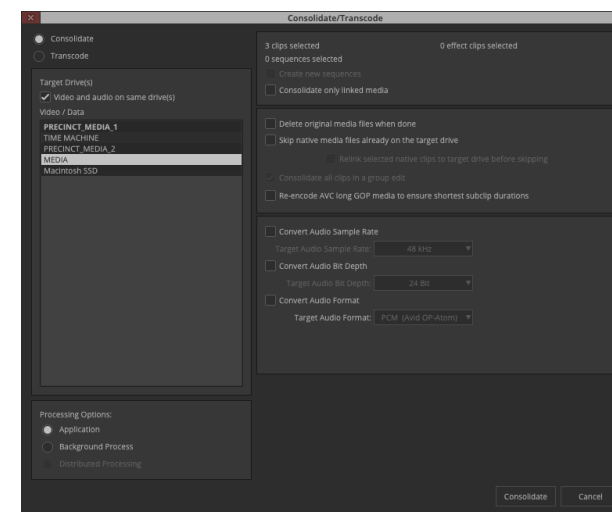 Consolidate/Transcode
Consolidate
Transcode
Target Drive(s)
Video and audio on same drive(s)
Video / Data
PRECINCT_MEDIA_1
TIME MACHINE
PRECINCT_MEDIA_2
MEDIA
Macintosh SSD
Processing Options:
Application
Background Process
Distributed Processing
3 clips selected 0 effect clips selected
0 sequences selected
Create new sequences
Consolidate only linked media
Delete original media files when done
Skip native media files already on the target drive
Relink selected native clips to target drive before skipping
Consolidate all clips in a group edit
Re-encode AVC long GOP media to ensure shortest subclip durations
Convert Audio Sample Rate
Target Audio Sample Rate: 48 kHz
Convert Audio Bit Depth
Target Audio Bit Depth: 24 Bit
Convert Audio Format
Target Audio Format: PCM (Avid OP-Atom)
Consolidate Cancel